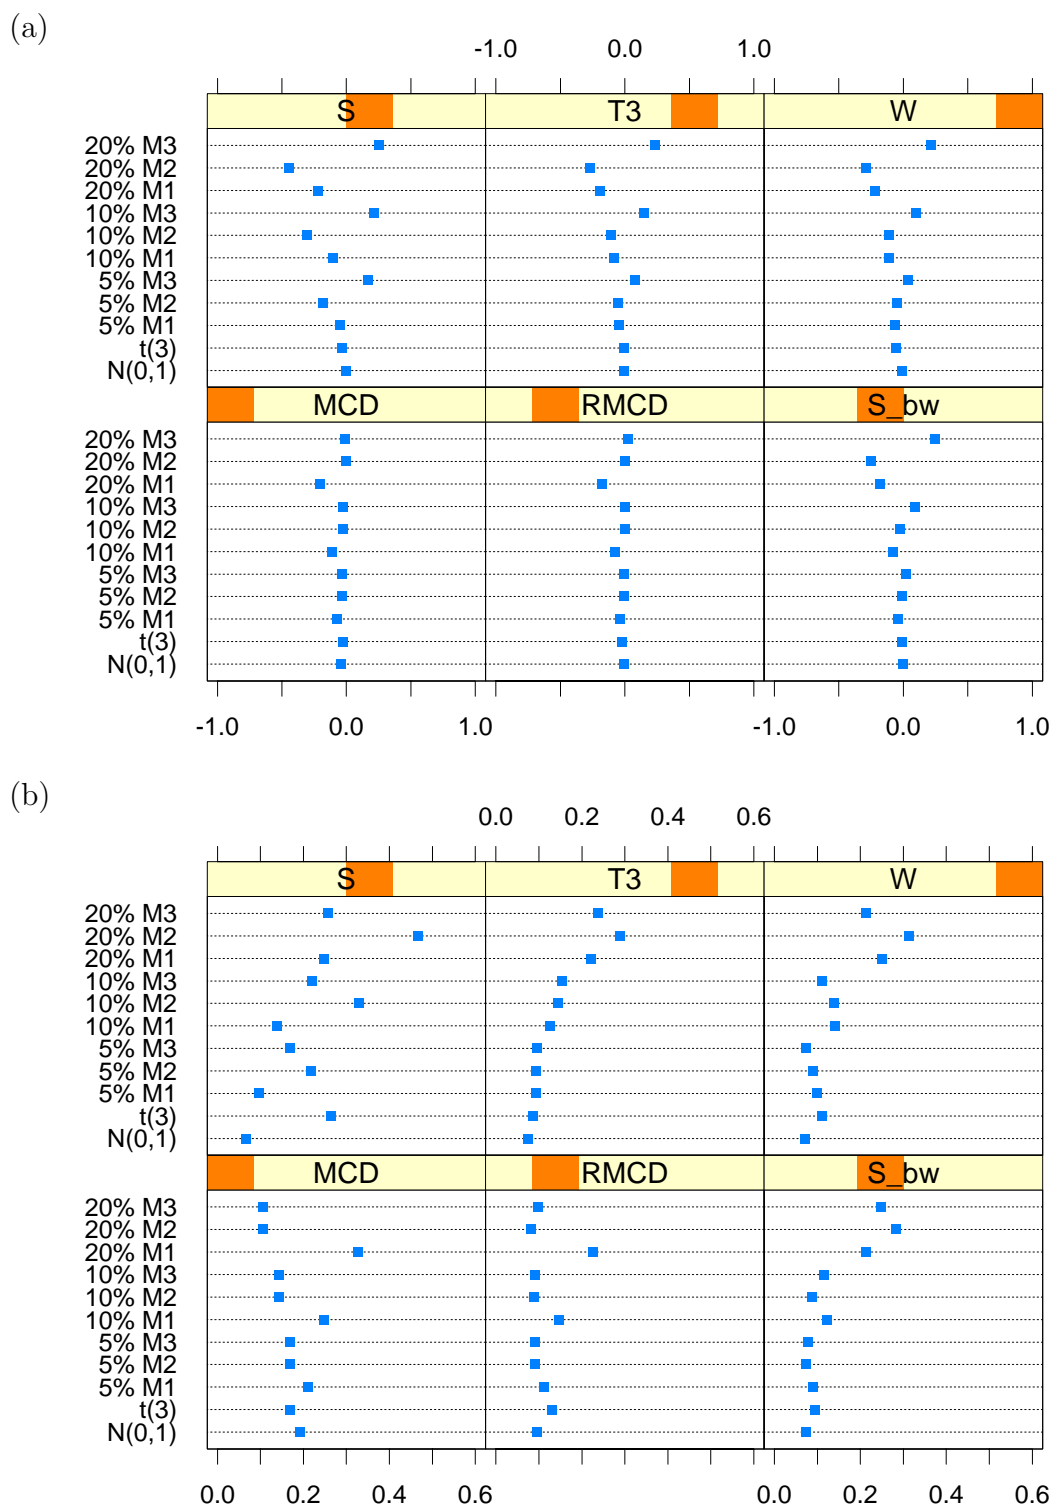 (a)
-1.0 0.0 1.0
S T3 W
20% M3
20% M2
20% M1
10% M3
10% M2
10% M1
5% M3
5% M2
5% M1
t(3)
N(0,1)
MCD RMCD S_bw
20% M3
20% M2
20% M1
10% M3
10% M2
10% M1
5% M3
5% M2
5% M1
t(3)
N(0,1)
-1.0 0.0 1.0 -1.0 0.0 1.0
(b)
0.0 0.2 0.4 0.6
S T3 W
20% M3
20% M2
20% M1
10% M3
10% M2
10% M1
5% M3
5% M2
5% M1
t(3)
N(0,1)
MCD RMCD S_bw
20% M3
20% M2
20% M1
10% M3
10% M2
10% M1
5% M3
5% M2
5% M1
t(3)
N(0,1)
0.0 0.2 0.4 0.6 0.0 0.2 0.4 0.6